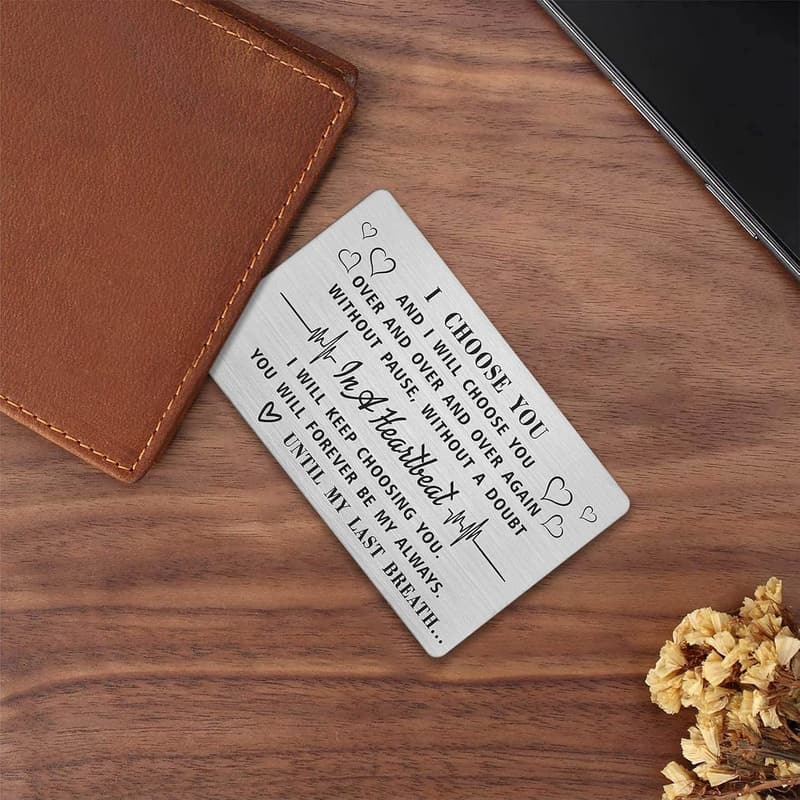 I CHOOSE YOU
AND I WILL CHOOSE YOU
OVER AND OVER AND OVER AGAIN
WITHOUT PAUSE, WITHOUT A DOUBT
In A Heartbeat
I WILL KEEP CHOOSING YOU.
YOU WILL FOREVER BE MY ALWAYS.
UNTIL MY LAST BREATH...